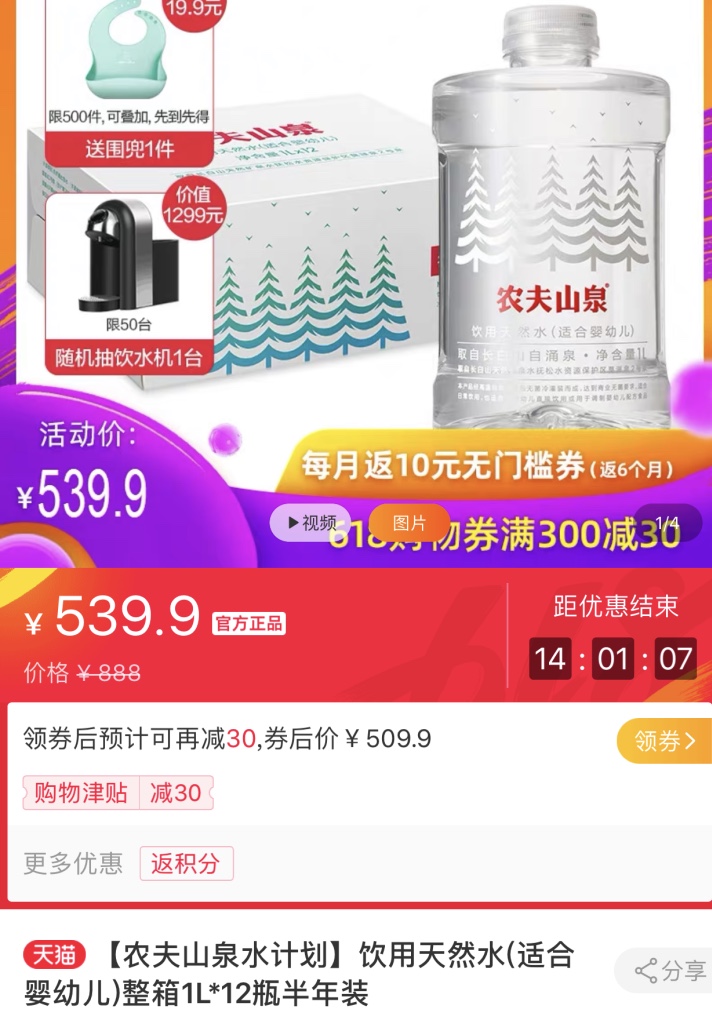 19.9元
限500件,可叠加,先到先得
送围兜1件
价值
1299元
限50台
随机抽饮水机1台
夫山泉
天然水(适合婴幼儿)
净含量1L×12
农夫山泉
饮用天然水(适合婴幼儿)
取自长白山自涌泉·净含量1L
活动价:
¥539.9
每月返10元无门槛券(返6个月)
视频
图片
1/4
618购物券满300减30
¥ 539.9 官方正品
价格 ¥ 888
距优惠结束
14 : 01 : 07
领券后预计可再减30,券后价 ¥ 509.9
领券>
购物津贴 减30
更多优惠 返积分
天猫 【农夫山泉水计划】饮用天然水(适合
婴幼儿)整箱1L*12瓶半年装
分享